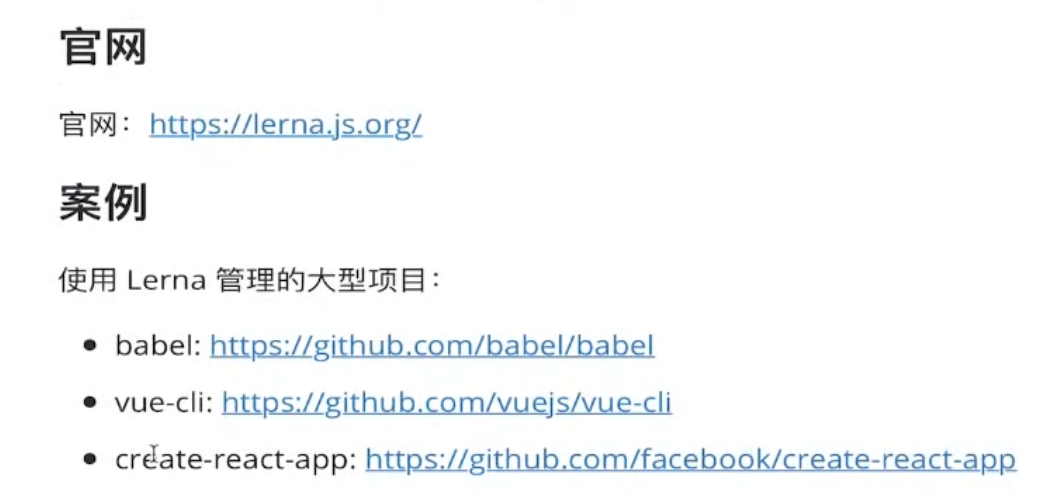 官网
官网： https://lerna.js.org/
案例
使用 Lerna 管理的大型项目：
• babel: https://github.com/babel/babel
• vue-cli: https://github.com/vuejs/vue-cli
• create-react-app: https://github.com/facebook/create-react-app